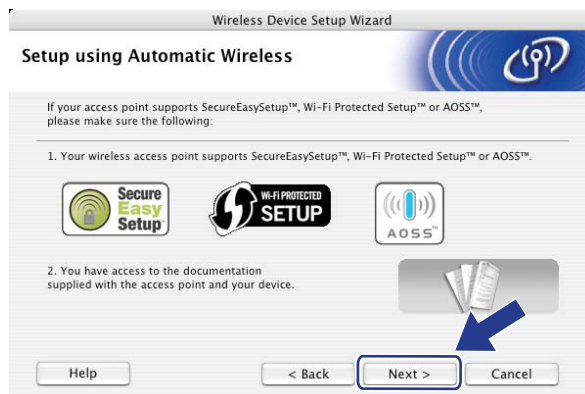 Wireless Device Setup Wizard
Setup using Automatic Wireless
If your access point supports SecureEasySetup™, Wi-Fi Protected Setup™ or AOSS™,
please make sure the following:
1. Your wireless access point supports SecureEasySetup™, Wi-Fi Protected Setup™ or AOSS™.
Secure
Easy
Setup
Wi-Fi PROTECTED
SETUP
AOSS™
2. You have access to the documentation
supplied with the access point and your device.
Help
< Back
Next >
Cancel